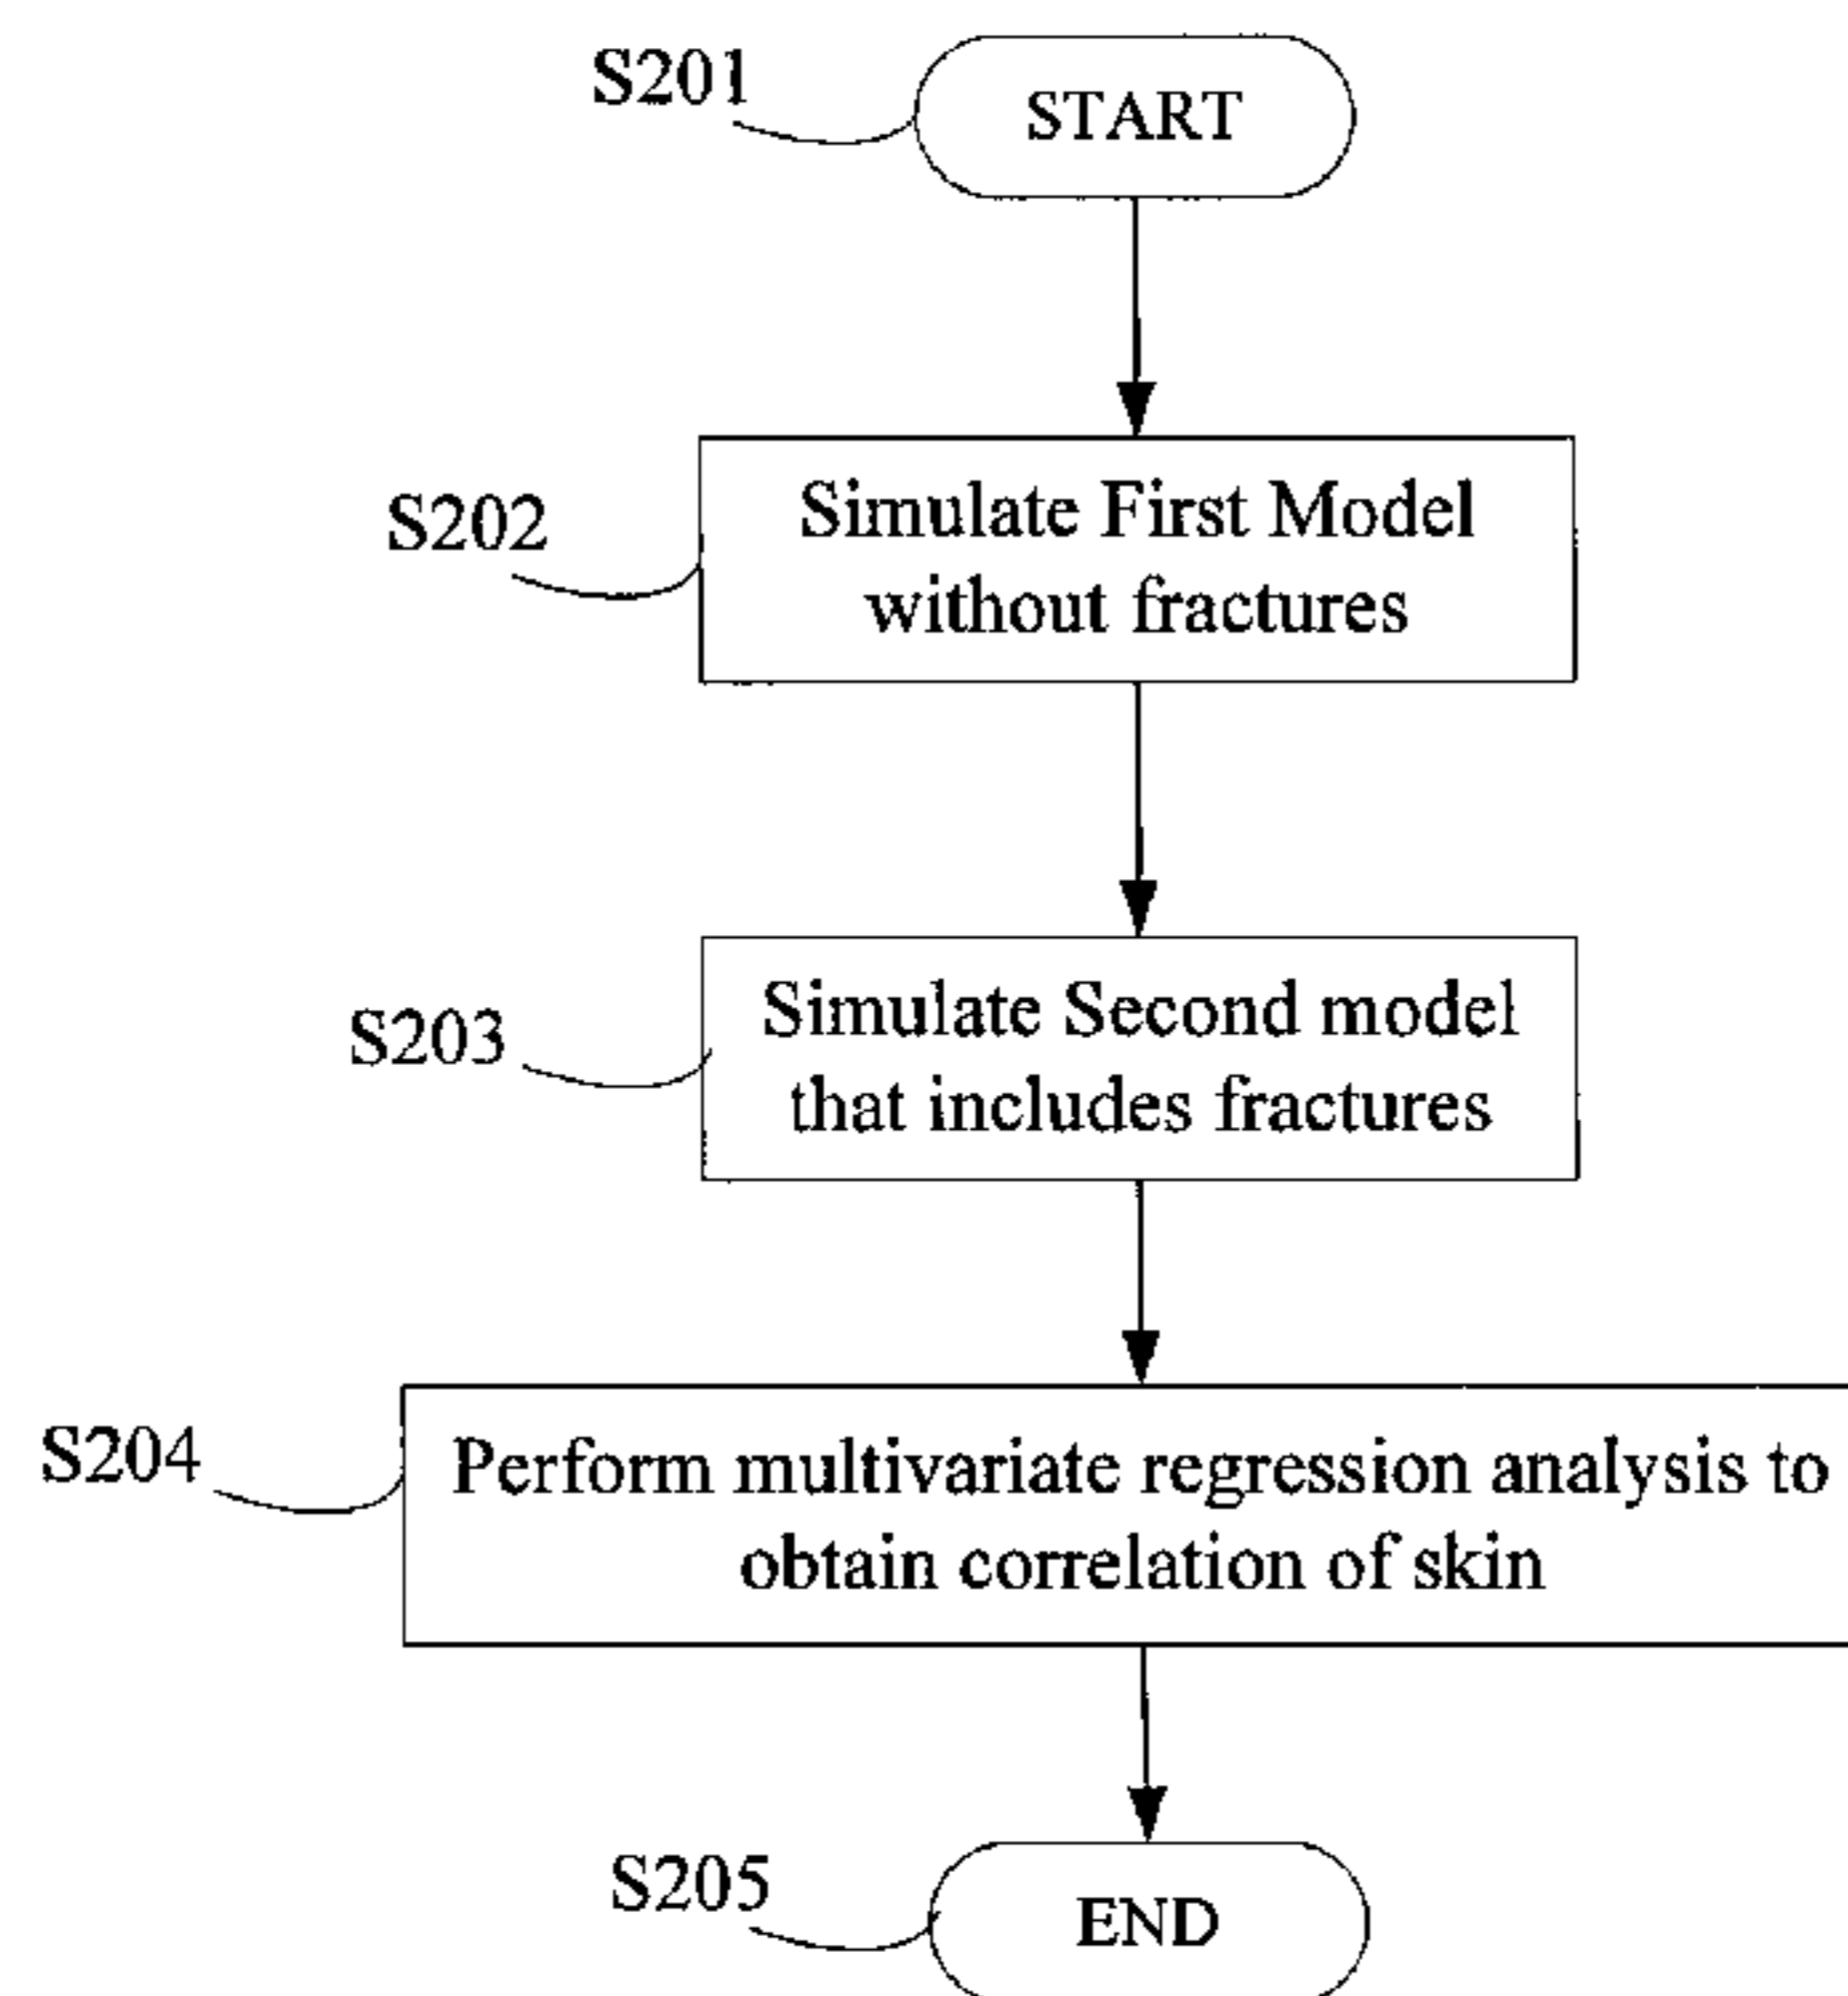 S201
START
S202
Simulate First Model
without fractures
S203
Simulate Second model
that includes fractures
S204
Perform multivariate regression analysis to
obtain correlation of skin
S205
END